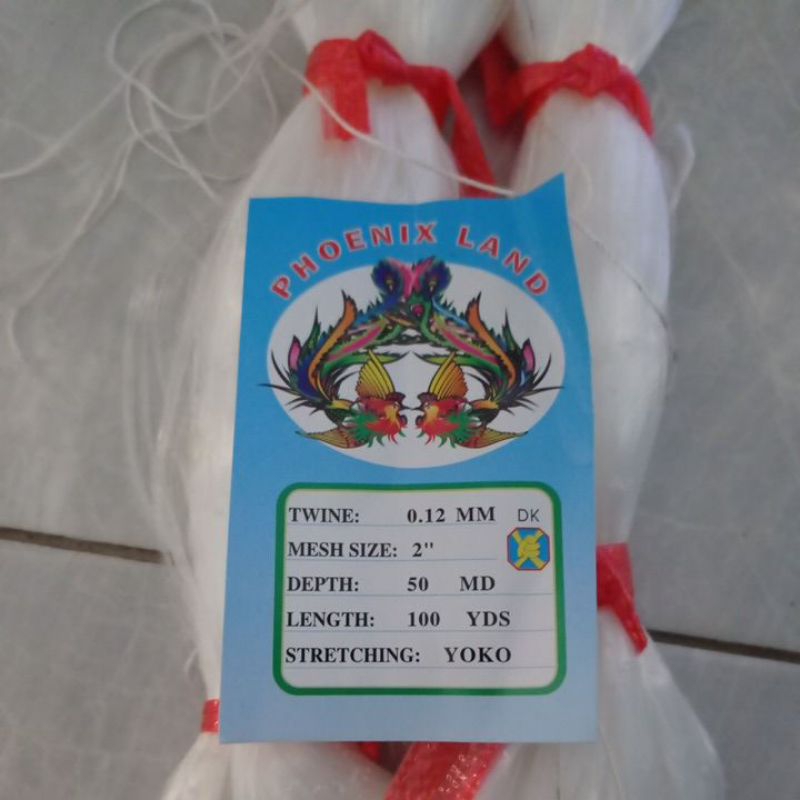 PHOENIX LAND
TWINE: 0.12 MM DK
MESH SIZE: 2"
DEPTH: 50 MD
LENGTH: 100 YDS
STRETCHING: YOKO